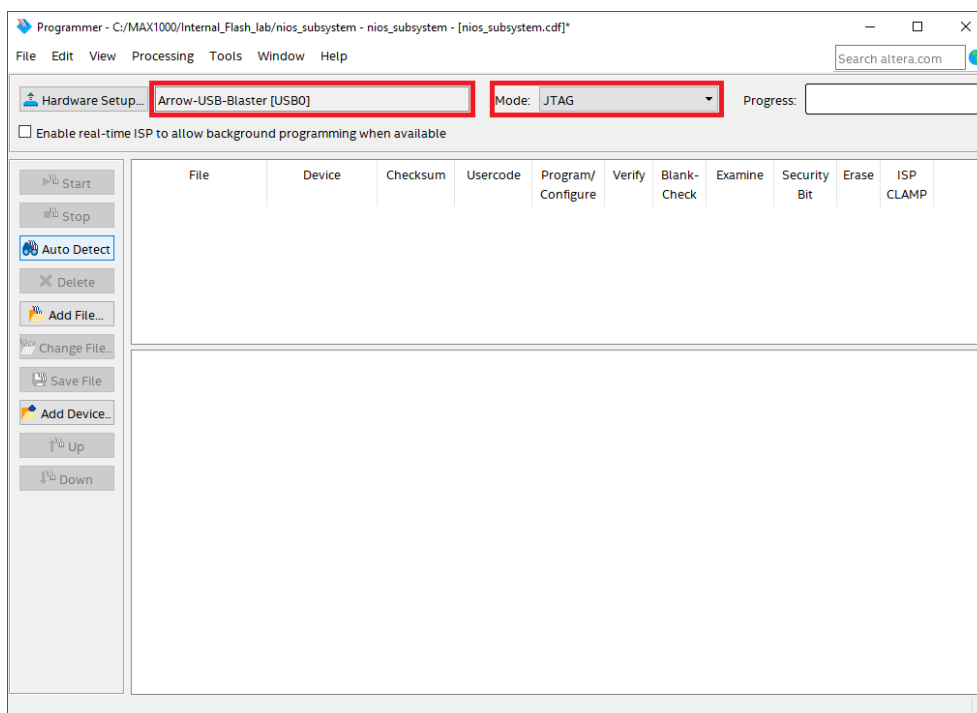 Programmer - C:/MAX1000/Internal_Flash_lab/nios_subsystem - nios_subsystem - [nios_subsystem.cdf]*
File Edit View Processing Tools Window Help
Search altera.com
Hardware Setup... Arrow-USB-Blaster [USB0] Mode: JTAG Progress:
Enable real-time ISP to allow background programming when available
File Device Checksum Usercode Program/ Verify Blank- Examine Security Erase ISP
Configure Check Bit CLAMP
Start
Stop
Auto Detect
Delete
Add File...
Change File..
Save File
Add Device..
Up
Down